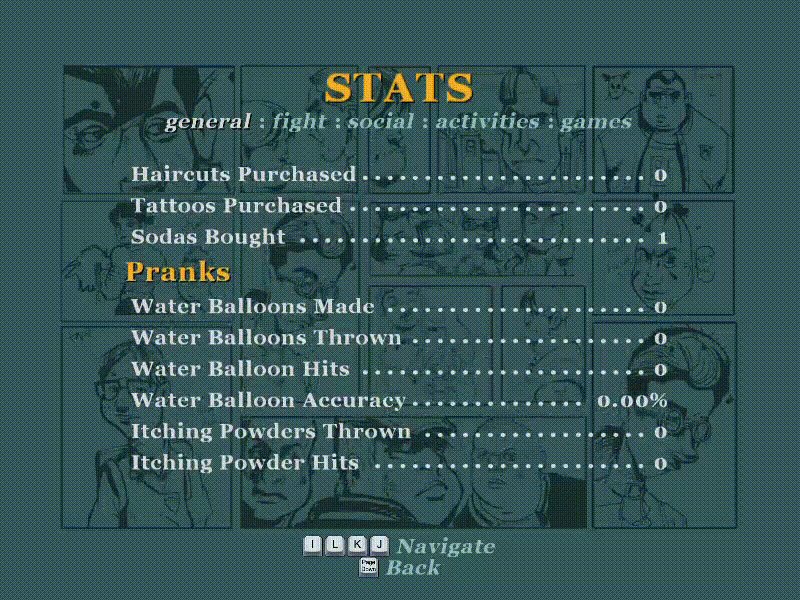 STATS
general : fight : social : activities : games
Haircuts Purchased ........................ 0
Tattoos Purchased ......................... 0
Sodas Bought .............................. 1
Pranks
Water Balloons Made ...................... 0
Water Balloons Thrown .................... 0
Water Balloon Hits ........................ 0
Water Balloon Accuracy .............. 0.00%
Itching Powders Thrown ................... 0
Itching Powder Hits ....................... 0
I L K J Navigate
Page Down Back